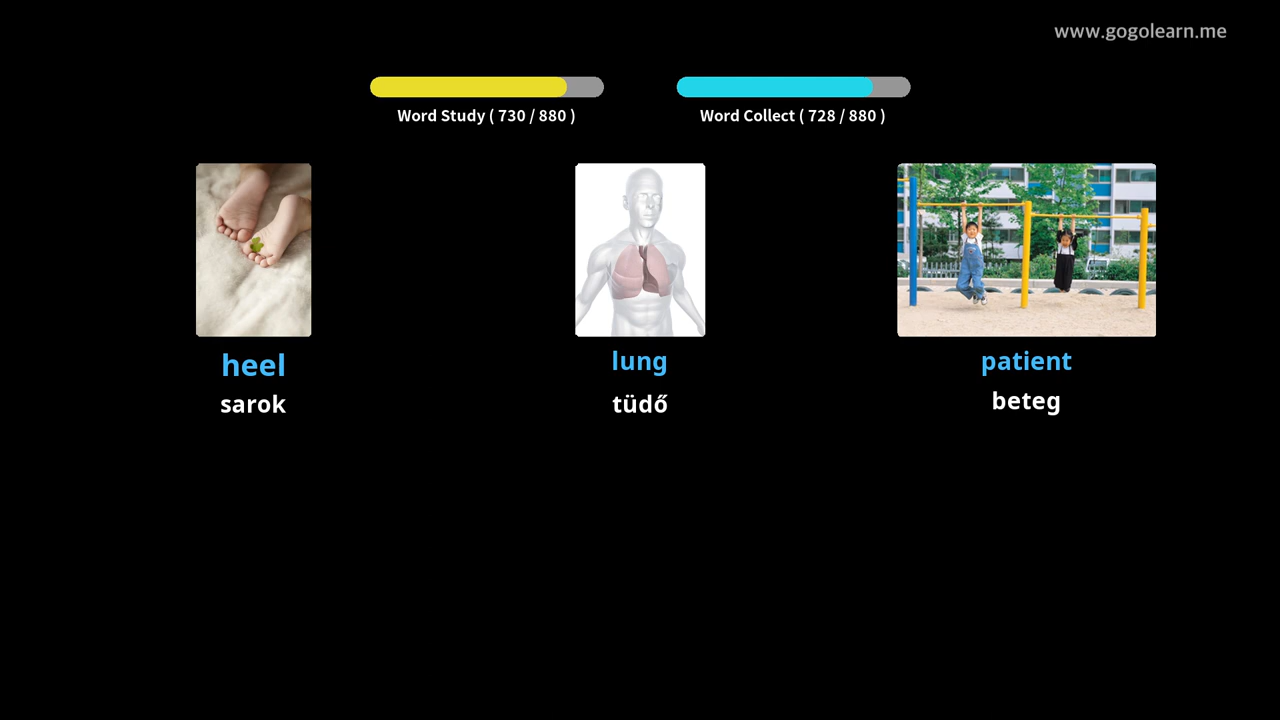 www.gogolearn.me
Word Study ( 730 / 880 )
Word Collect ( 728 / 880 )
heel
sarok
lung
tüdő
patient
beteg